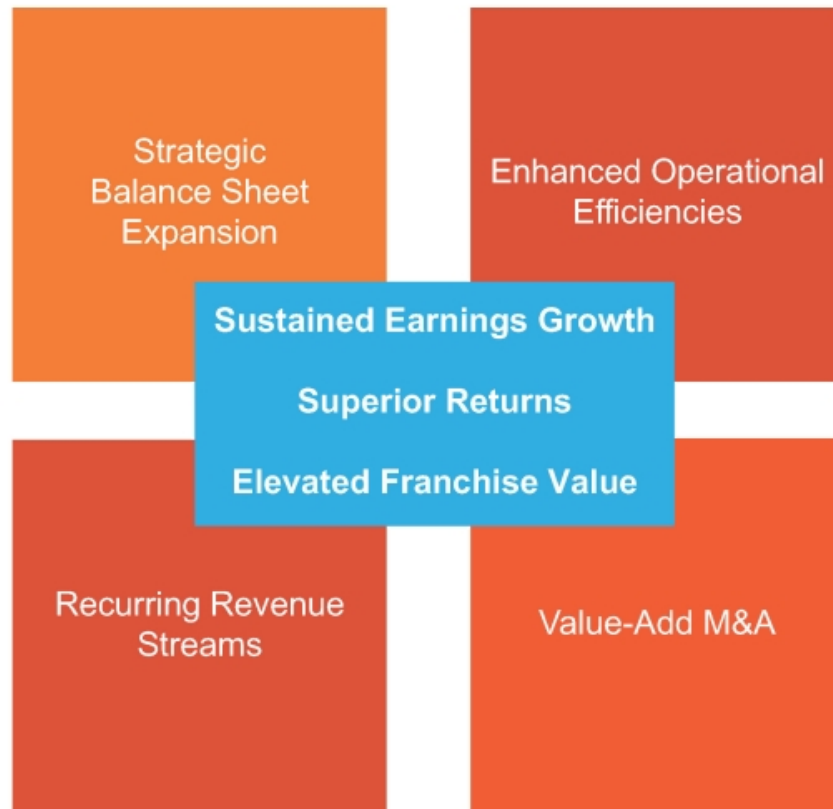 Strategic
Balance Sheet
Expansion
Enhanced Operational
Efficiencies
Sustained Earnings Growth
Superior Returns
Elevated Franchise Value
Recurring Revenue
Streams
Value-Add M&A